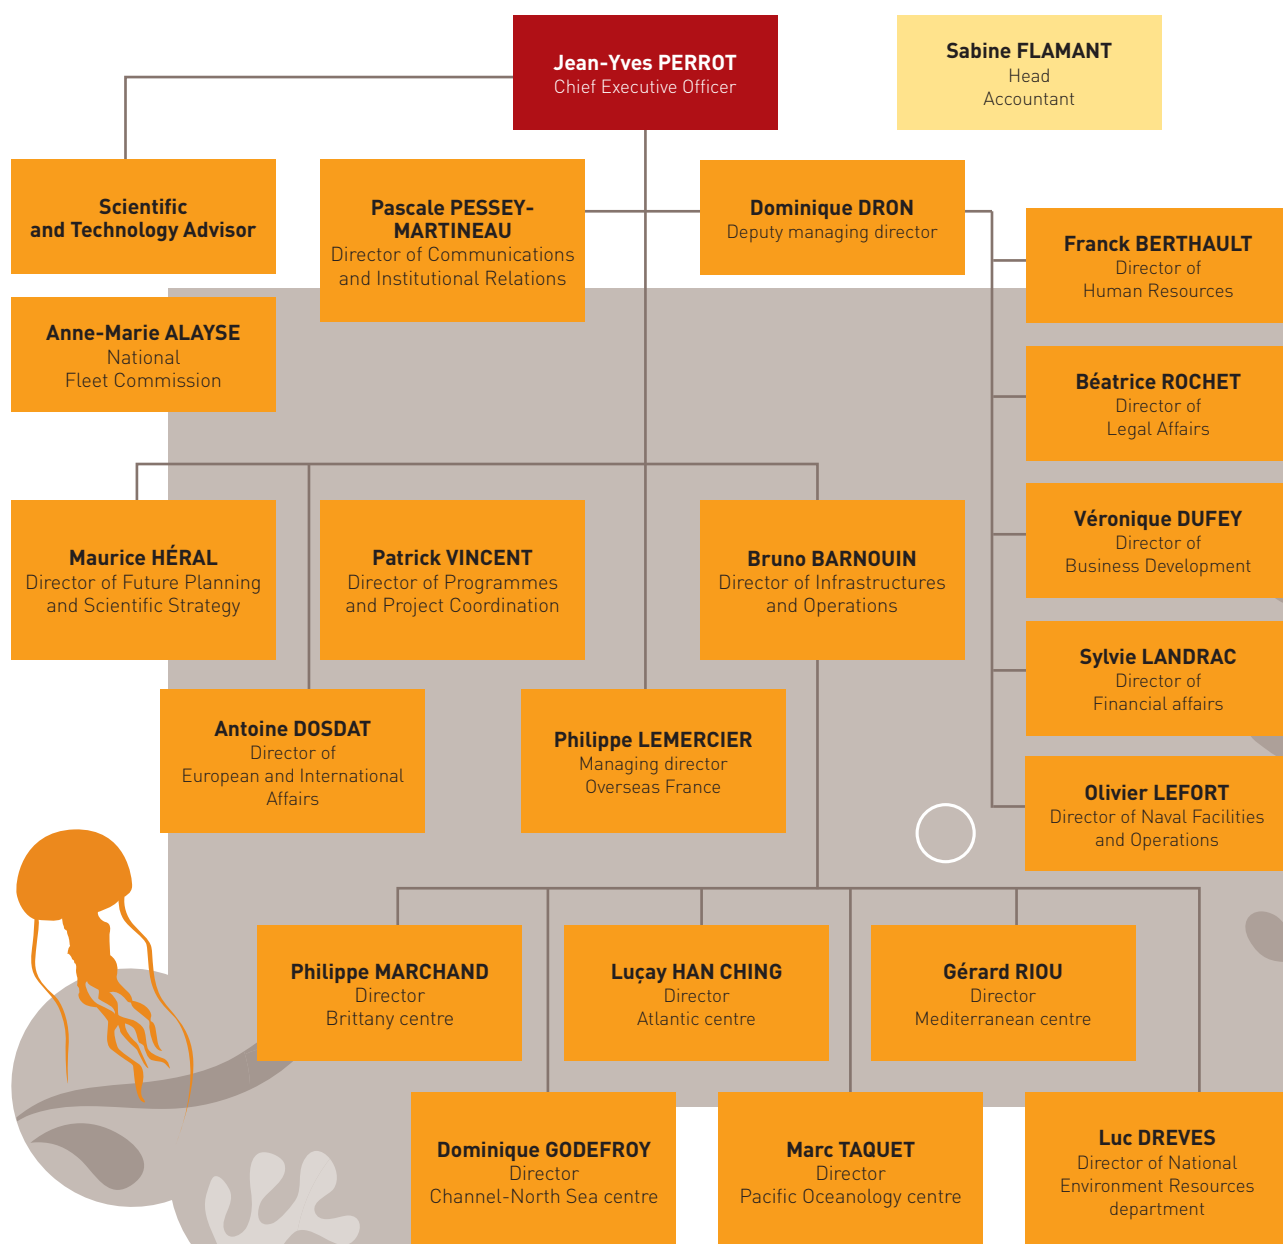 Jean-Yves PERROT
Chief Executive Officer
Sabine FLAMANT
Head
Accountant
Scientific
and Technology Advisor
Pascale PESSEY-
MARTINEAU
Director of Communications
and Institutional Relations
Dominique DRON
Deputy managing director
Franck BERTHAULT
Director of
Human Resources
Anne-Marie ALAYSE
National
Fleet Commission
Béatrice ROCHET
Director of
Legal Affairs
Véronique DUFEY
Director of
Business Development
Maurice HÉRAL
Director of Future Planning
and Scientific Strategy
Patrick VINCENT
Director of Programmes
and Project Coordination
Bruno BARNOUIN
Director of Infrastructures
and Operations
Sylvie LANDRAC
Director of
Financial affairs
Antoine DOSDAT
Director of
European and International
Affairs
Philippe LEMERCIER
Managing director
Overseas France
Olivier LEFORT
Director of Naval Facilities
and Operations
Philippe MARCHAND
Director
Brittany centre
Luçay HAN CHING
Director
Atlantic centre
Gérard RIOU
Director
Mediterranean centre
Dominique GODEFROY
Director
Channel-North Sea centre
Marc TAQUET
Director
Pacific Oceanology centre
Luc DREVES
Director of National
Environment Resources
department